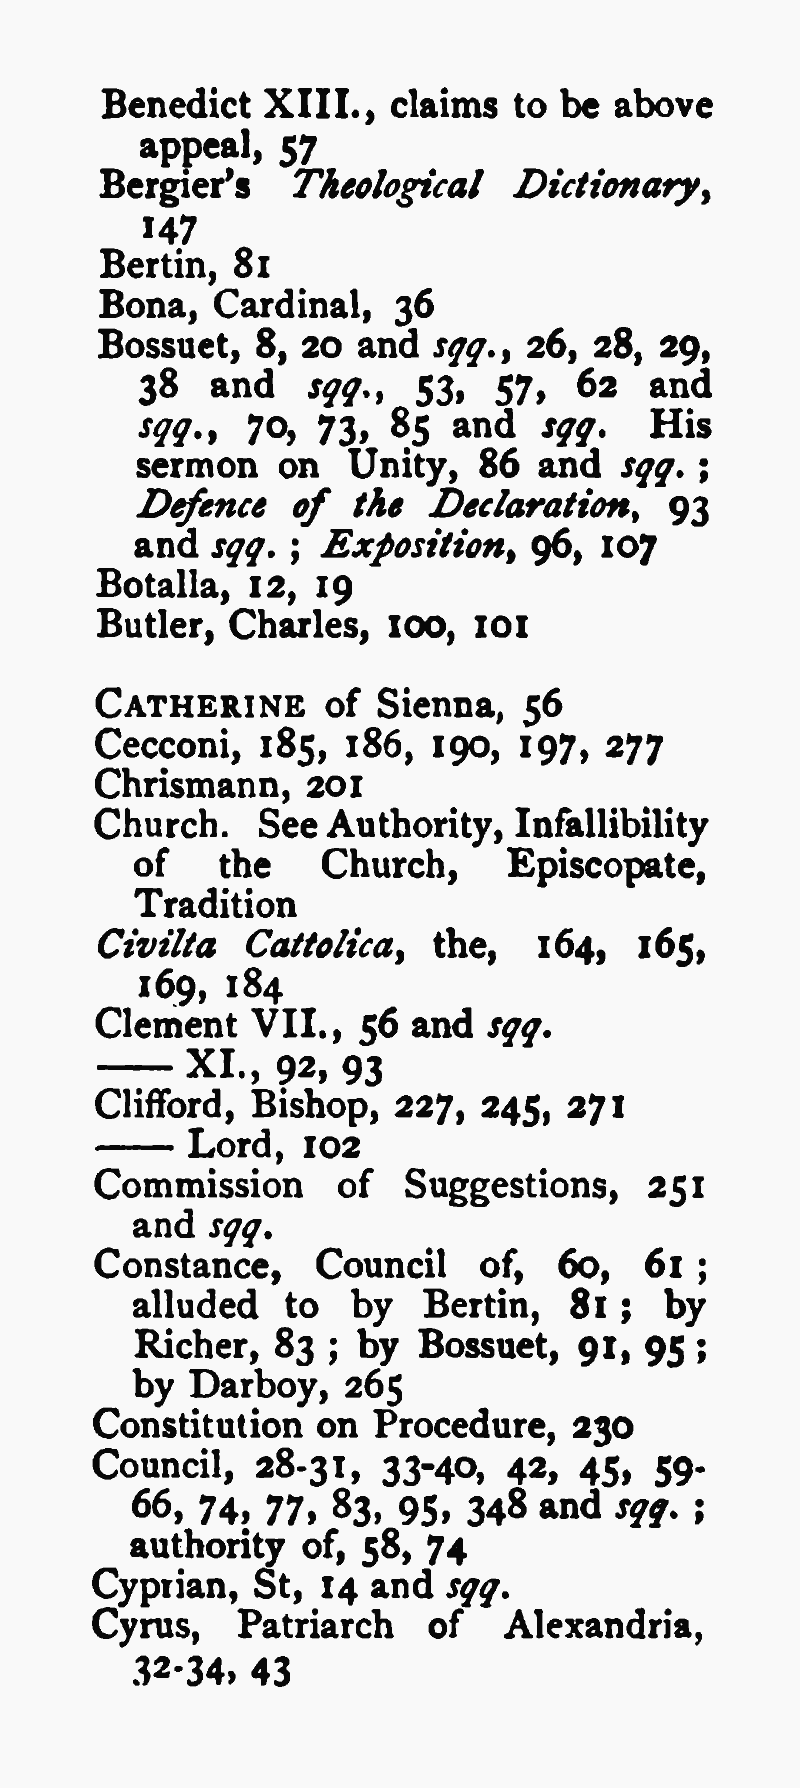 Benedict XIII., claims to be above
appeal, 57
Bergier's Theological Dictionary,
147
Bertin, 81
Bona, Cardinal, 36
Bossuet, 8, 20 and sqq., 26, 28, 29,
38 and sqq., 53, 57, 62 and
sqq., 70, 73, 85 and sqq. His
sermon on Unity, 86 and sqq. ;
Defence of the Declaration, 93
and sqq. ; Exposition, 96, 107
Botalla, 12, 19
Butler, Charles, 100, 101
CATHERINE of Sienna, 56
Cecconi, 185, 186, 190, 197, 277
Chrismann, 201
Church. See Authority, Infallibility
of the Church, Episcopate,
Tradition
Civilta Cattolica, the, 164, 165,
169, 184
Clement VII., 56 and sqq.
—— XI., 92, 93
Clifford, Bishop, 227, 245, 271
—— Lord, 102
Commission of Suggestions, 251
and sqq.
Constance, Council of, 60, 61 ;
alluded to by Bertin, 81 ; by
Richer, 83 ; by Bossuet, 91, 95 ;
by Darboy, 265
Constitution on Procedure, 230
Council, 28-31, 33-40, 42, 45, 59-
66, 74, 77, 83, 95, 348 and sqq. ;
authority of, 58, 74
Cyprian, St, 14 and sqq.
Cyrus, Patriarch of Alexandria,
32-34, 43